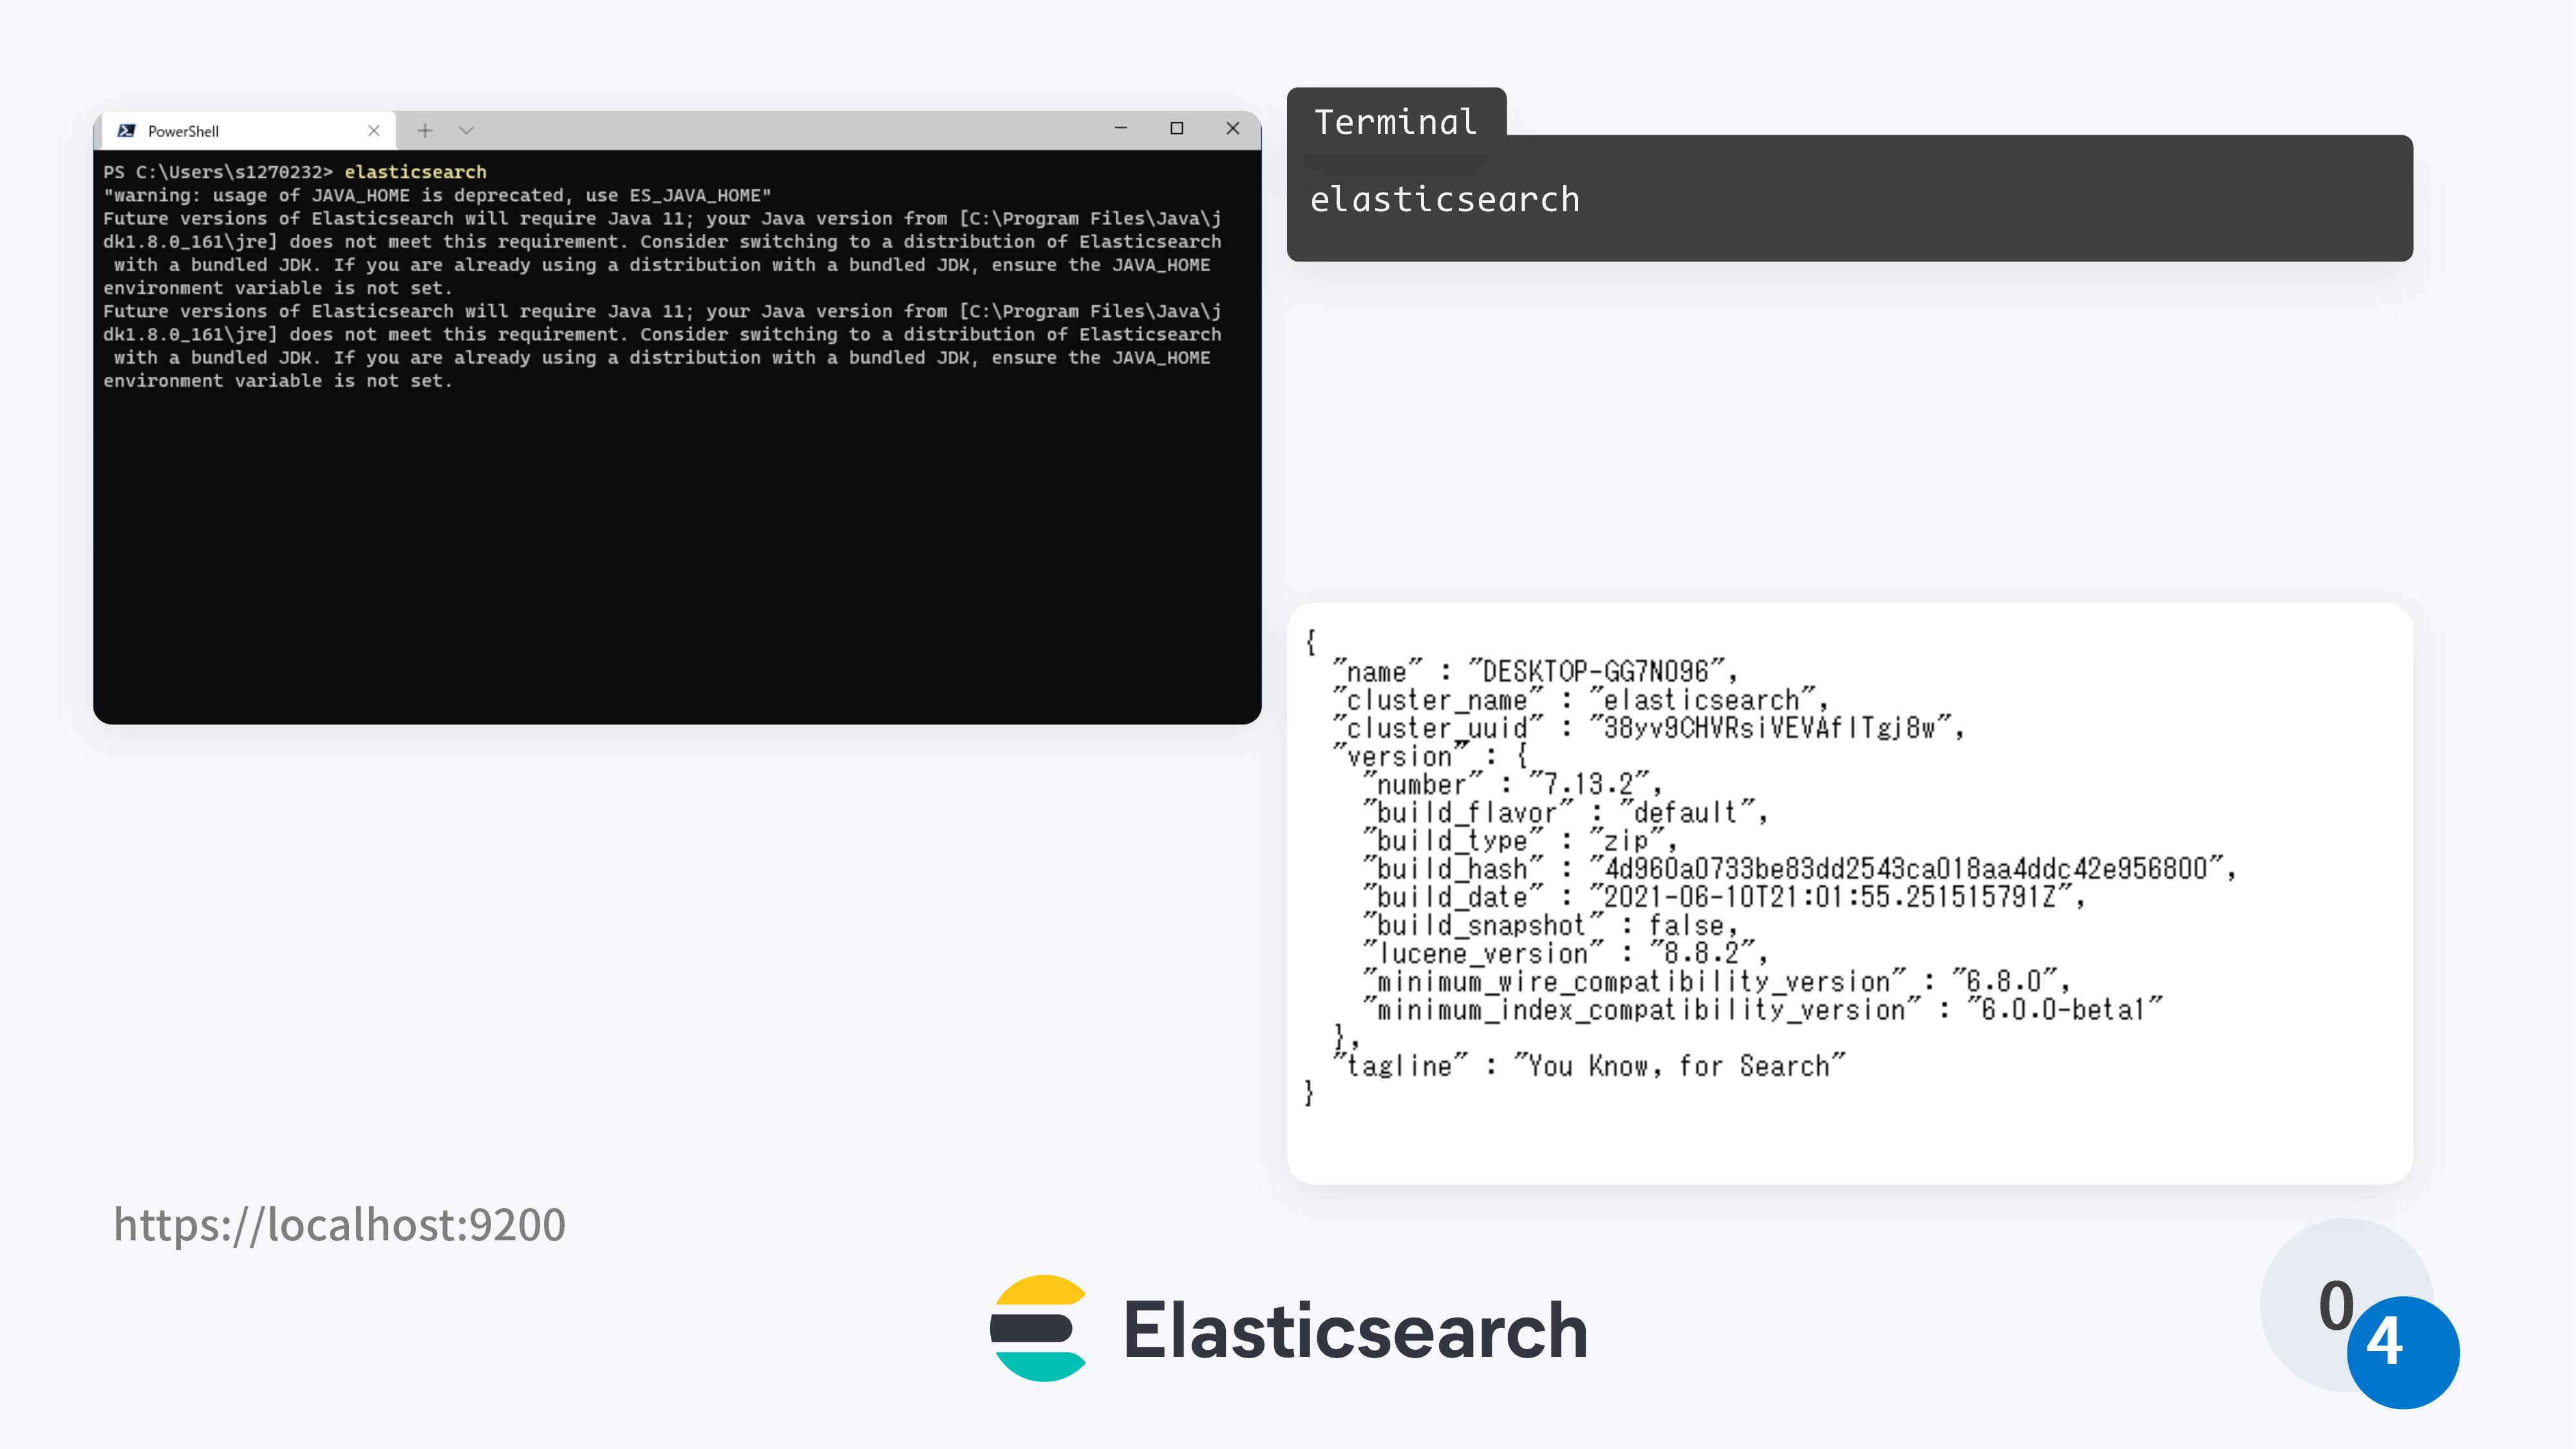 PowerShell
PS C:\Users\s1270232> elasticsearch
"warning: usage of JAVA_HOME is deprecated, use ES_JAVA_HOME"
Future versions of Elasticsearch will require Java 11; your Java version from [C:\Program Files\Java\j
dk1.8.0_161\jre] does not meet this requirement. Consider switching to a distribution of Elasticsearch
 with a bundled JDK. If you are already using a distribution with a bundled JDK, ensure the JAVA_HOME
environment variable is not set.
Future versions of Elasticsearch will require Java 11; your Java version from [C:\Program Files\Java\j
dk1.8.0_161\jre] does not meet this requirement. Consider switching to a distribution of Elasticsearch
 with a bundled JDK. If you are already using a distribution with a bundled JDK, ensure the JAVA_HOME
environment variable is not set.
Terminal
elasticsearch
{
  "name" : "DESKTOP-GG7NO96",
  "cluster_name" : "elasticsearch",
  "cluster_uuid" : "38yv9CHVRsiVEVAflTgj8w",
  "version" : {
    "number" : "7.13.2",
    "build_flavor" : "default",
    "build_type" : "zip",
    "build_hash" : "4d960a0733be83dd2543ca018aa4ddc42e956800",
    "build_date" : "2021-06-10T21:01:55.251515791Z",
    "build_snapshot" : false,
    "lucene_version" : "8.8.2",
    "minimum_wire_compatibility_version" : "6.8.0",
    "minimum_index_compatibility_version" : "6.0.0-beta1"
  },
  "tagline" : "You Know, for Search"
}
https://localhost:9200
Elasticsearch
04